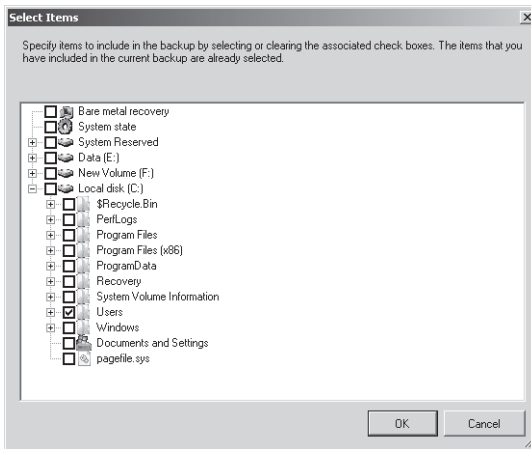 Select Items
Specify items to include in the backup by selecting or clearing the associated check boxes. The items that you
have included in the current backup are already selected.
Bare metal recovery
System state
System Reserved
Data (E:)
New Volume (F:)
Local disk (C:)
$Recycle.Bin
PerfLogs
Program Files
Program Files (x86)
ProgramData
Recovery
System Volume Information
Users
Windows
Documents and Settings
pagefile.sys
OK
Cancel